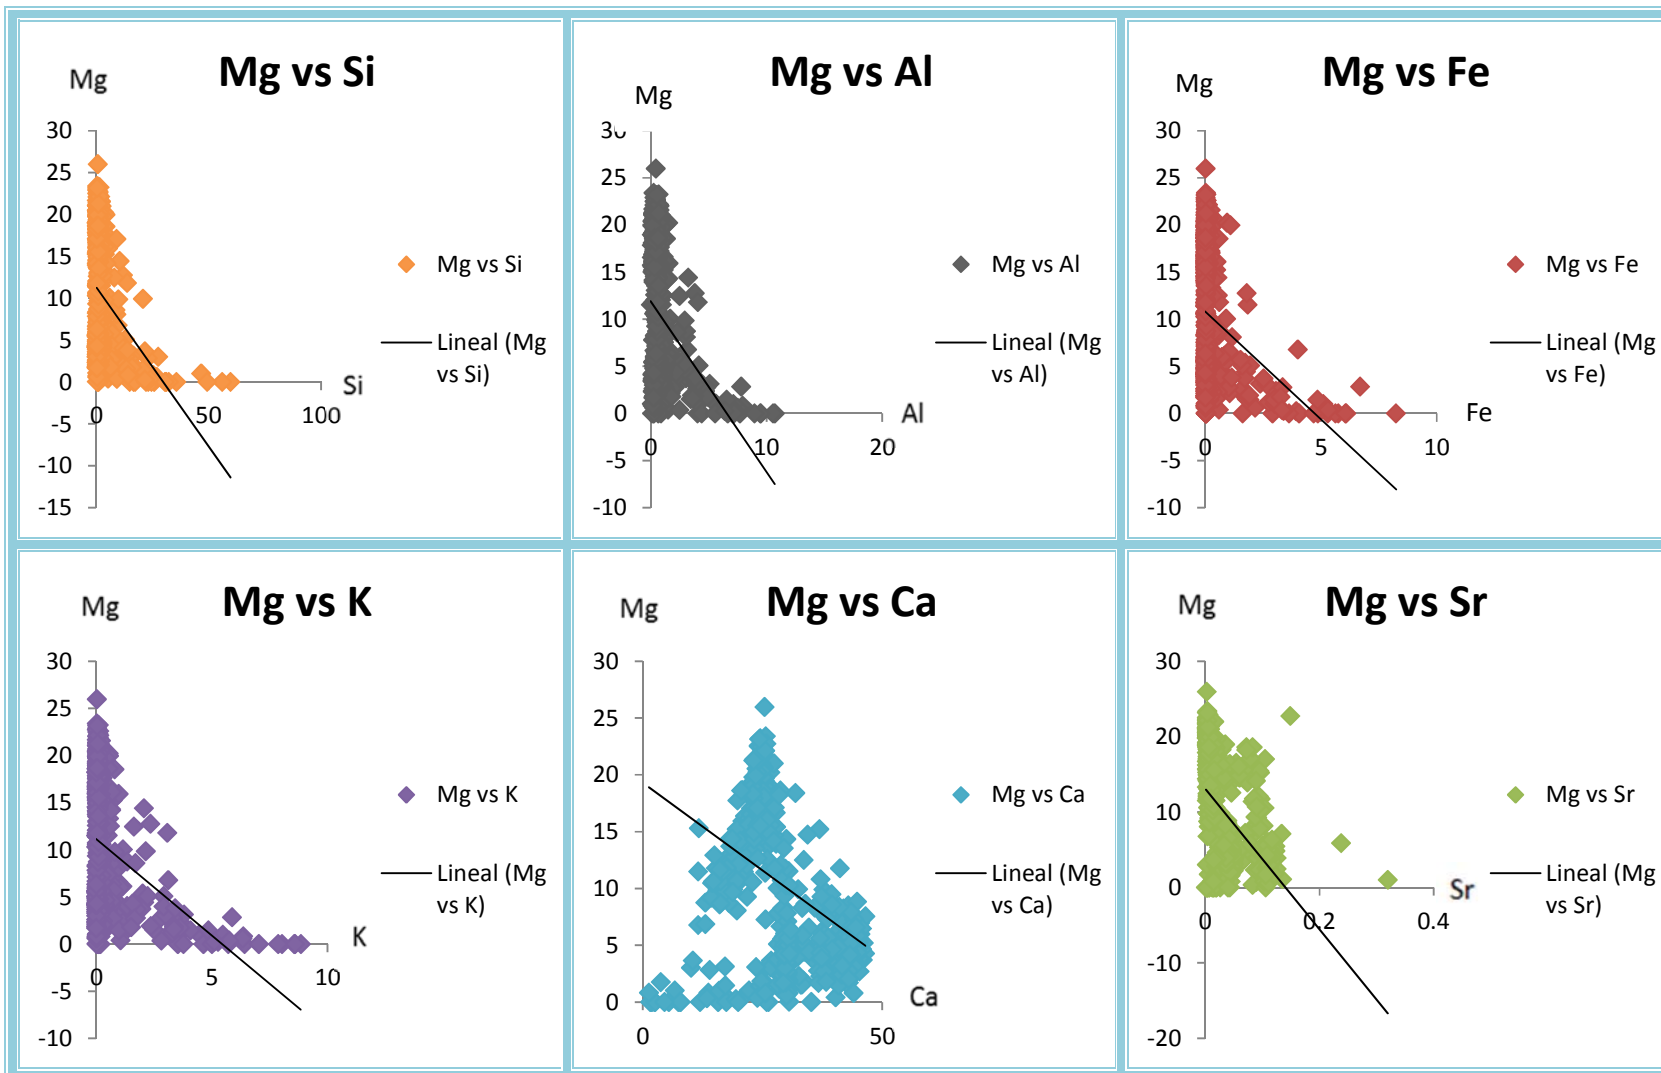 Mg vs Si
Mg
30
25
20
15
10
5
0
-5
-10
-15
0
50
100
Si
Mg vs Si
Lineal (Mg
vs Si)
Mg vs Al
Mg
30
25
20
15
10
5
0
-5
-10
0
10
20
Al
Mg vs Al
Lineal (Mg
vs Al)
Mg vs Fe
Mg
30
25
20
15
10
5
0
-5
-10
0
5
10
Fe
Mg vs Fe
Lineal (Mg
vs Fe)
Mg vs K
Mg
30
25
20
15
10
5
0
-5
-10
0
5
10
K
Mg vs K
Lineal (Mg
vs K)
Mg vs Ca
Mg
30
25
20
15
10
5
0
0
50
Ca
Mg vs Ca
Lineal (Mg
vs Ca)
Mg vs Sr
Mg
30
20
10
0
-10
-20
0
0.2
0.4
Sr
Mg vs Sr
Lineal (Mg
vs Sr)